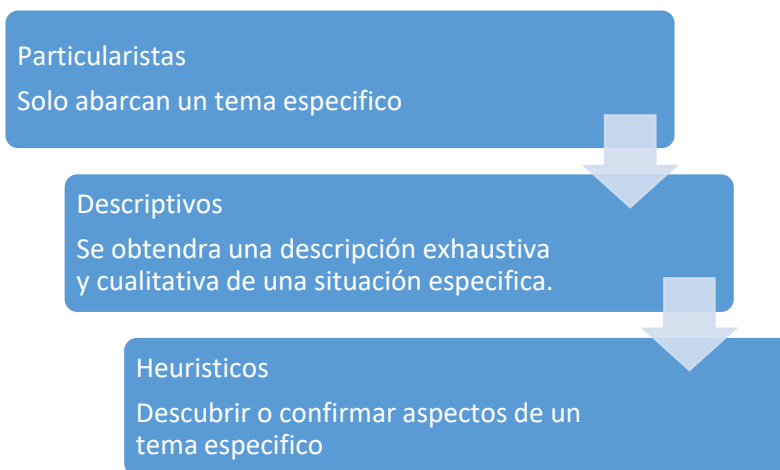 Particularistas
Solo abarcan un tema especifico
Descriptivos
Se obtendra una descripción exhaustiva
y cualitativa de una situación especifica.
Heuristicos
Descubrir o confirmar aspectos de un
tema especifico